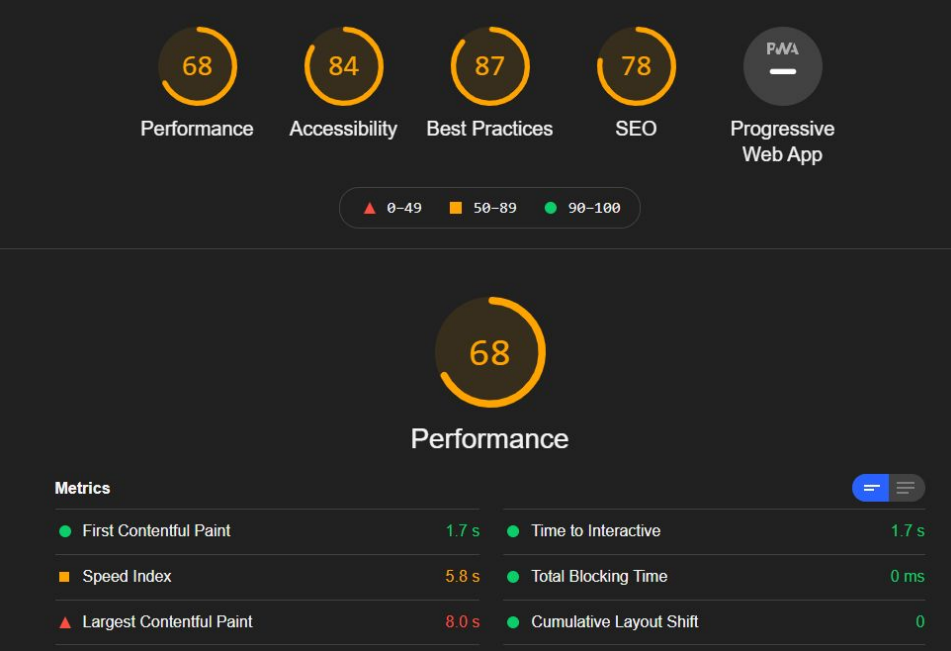 68 84 87 78 PWA
Performance Accessibility Best Practices SEO Progressive
Web App
0–49 50–89 90–100
68
Performance
Metrics
First Contentful Paint 1.7 s Time to Interactive 1.7 s
Speed Index 5.8 s Total Blocking Time 0 ms
Largest Contentful Paint 8.0 s Cumulative Layout Shift 0